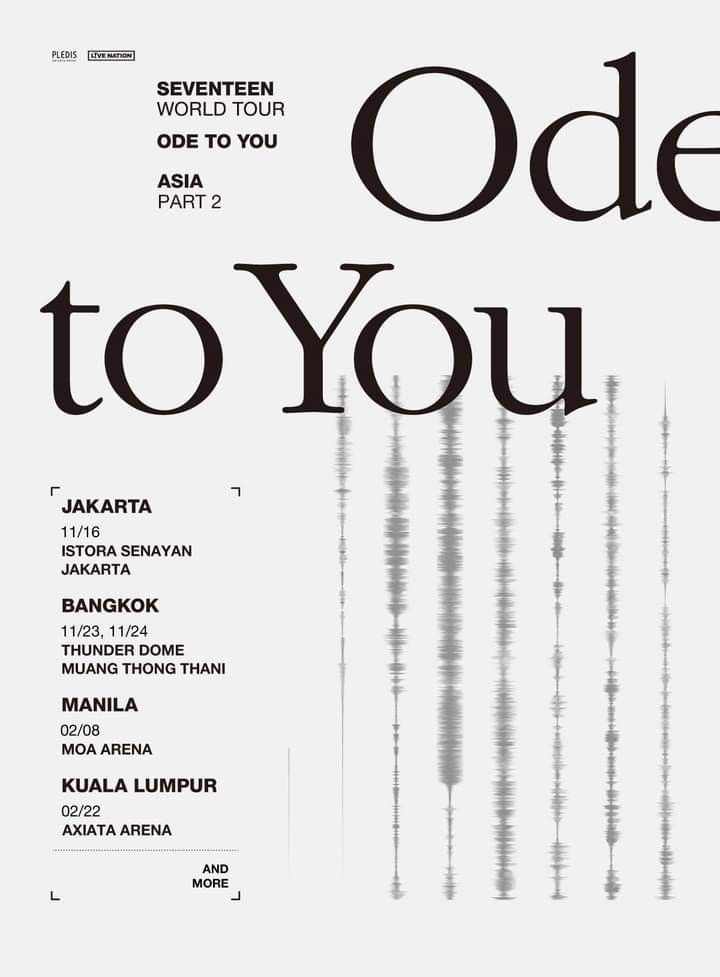 PLEDIS
LIVE NATION
SEVENTEEN
WORLD TOUR
ODE TO YOU
ASIA
PART 2
Ode
to You
JAKARTA
11/16
ISTORA SENAYAN
JAKARTA
BANGKOK
11/23, 11/24
THUNDER DOME
MUANG THONG THANI
MANILA
02/08
MOA ARENA
KUALA LUMPUR
02/22
AXIATA ARENA
AND
MORE